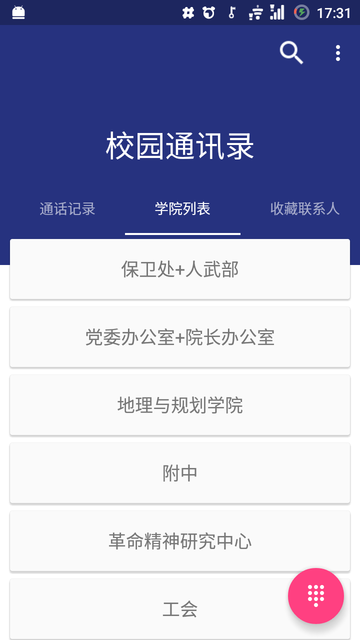 17:31
校园通讯录
通话记录 学院列表 收藏联系人
保卫处+人武部
党委办公室+院长办公室
地理与规划学院
附中
革命精神研究中心
工会